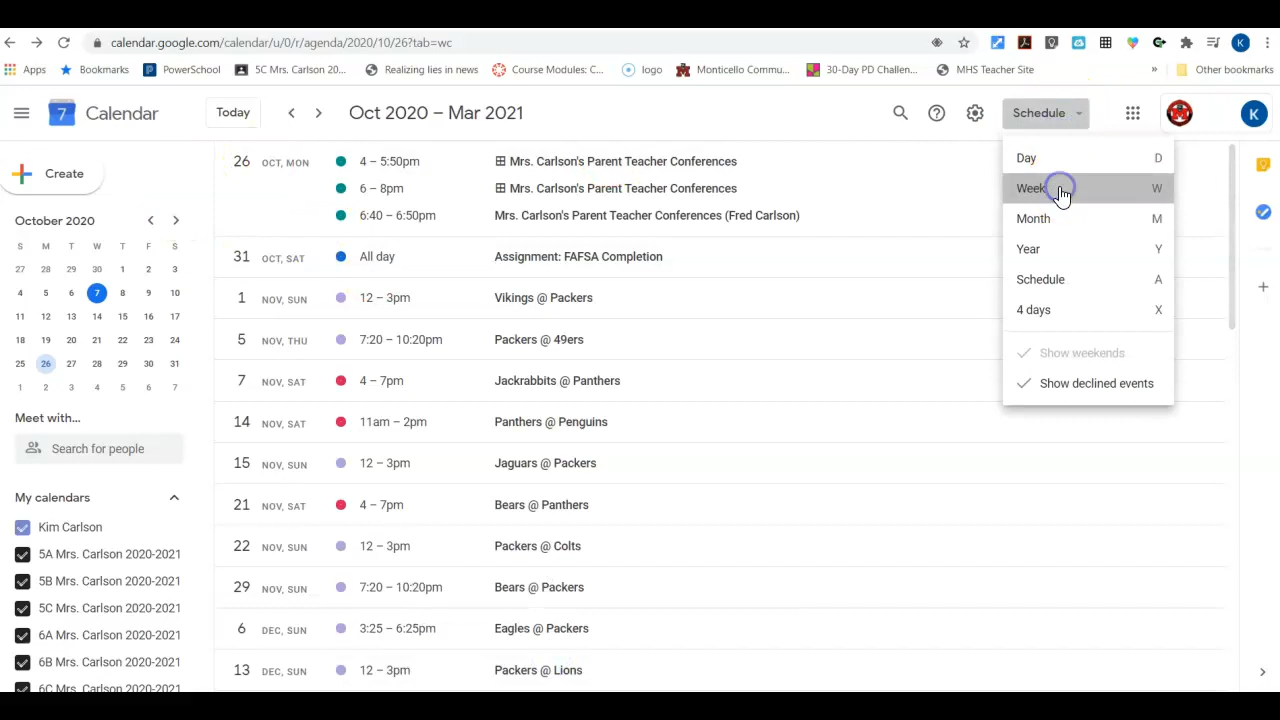 calendar.google.com/calendar/u/0/r/agenda/2020/10/26?tab=wc
K
Apps Bookmarks PowerSchool 5C Mrs. Carlson 20... Realizing lies in news Course Modules: C... logo Monticello Commu... 30-Day PD Challen... MHS Teacher Site » Other bookmarks
7 Calendar Today Oct 2020 – Mar 2021 Schedule K
Create
October 2020
S M T W T F S
27 28 29 30 1 2 3
4 5 6 7 8 9 10
11 12 13 14 15 16 17
18 19 20 21 22 23 24
25 26 27 28 29 30 31
1 2 3 4 5 6 7
Meet with...
Search for people
My calendars
Kim Carlson
5A Mrs. Carlson 2020-2021
5B Mrs. Carlson 2020-2021
5C Mrs. Carlson 2020-2021
6A Mrs. Carlson 2020-2021
6B Mrs. Carlson 2020-2021
6C Mrs. Carlson 2020-2021
26 OCT, MON 4 – 5:50pm Mrs. Carlson's Parent Teacher Conferences
6 – 8pm Mrs. Carlson's Parent Teacher Conferences
6:40 – 6:50pm Mrs. Carlson's Parent Teacher Conferences (Fred Carlson)
31 OCT, SAT All day Assignment: FAFSA Completion
1 NOV, SUN 12 – 3pm Vikings @ Packers
5 NOV, THU 7:20 – 10:20pm Packers @ 49ers
7 NOV, SAT 4 – 7pm Jackrabbits @ Panthers
14 NOV, SAT 11am – 2pm Panthers @ Penguins
15 NOV, SUN 12 – 3pm Jaguars @ Packers
21 NOV, SAT 4 – 7pm Bears @ Panthers
22 NOV, SUN 12 – 3pm Packers @ Colts
29 NOV, SUN 7:20 – 10:20pm Bears @ Packers
6 DEC, SUN 3:25 – 6:25pm Eagles @ Packers
13 DEC, SUN 12 – 3pm Packers @ Lions
Day D
Week W
Month M
Year Y
Schedule A
4 days X
Show weekends
Show declined events